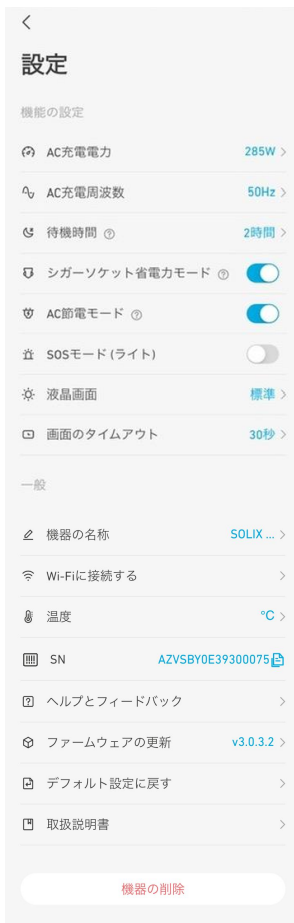 設定
機能の設定
AC充電電力 285W
AC充電周波数 50Hz
待機時間 2時間
シガーソケット省電力モード
AC節電モード
SOSモード (ライト)
液晶画面 標準
画面のタイムアウト 30秒
一般
機器の名称 SOLIX ...
Wi-Fiに接続する
温度 °C
SN AZVSBY0E39300075
ヘルプとフィードバック
ファームウェアの更新 v3.0.3.2
デフォルト設定に戻す
取扱説明書
機器の削除